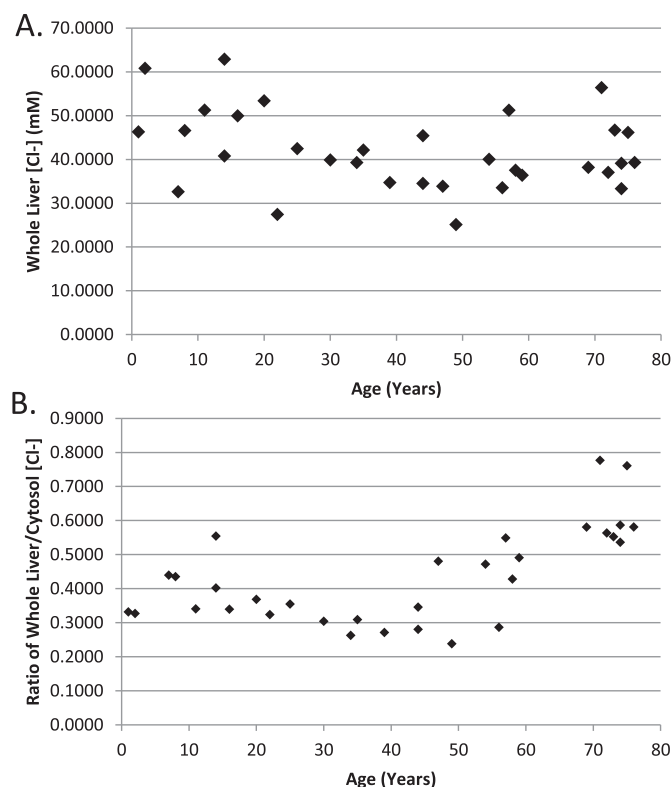 A.
Whole Liver [Cl-] (mM)
70.0000
60.0000
50.0000
40.0000
30.0000
20.0000
10.0000
0.0000
0 10 20 30 40 50 60 70 80
Age (Years)
B.
Ratio of Whole Liver/Cytosol [Cl-]
0.9000
0.8000
0.7000
0.6000
0.5000
0.4000
0.3000
0.2000
0.1000
0.0000
0 10 20 30 40 50 60 70 80
Age (Years)